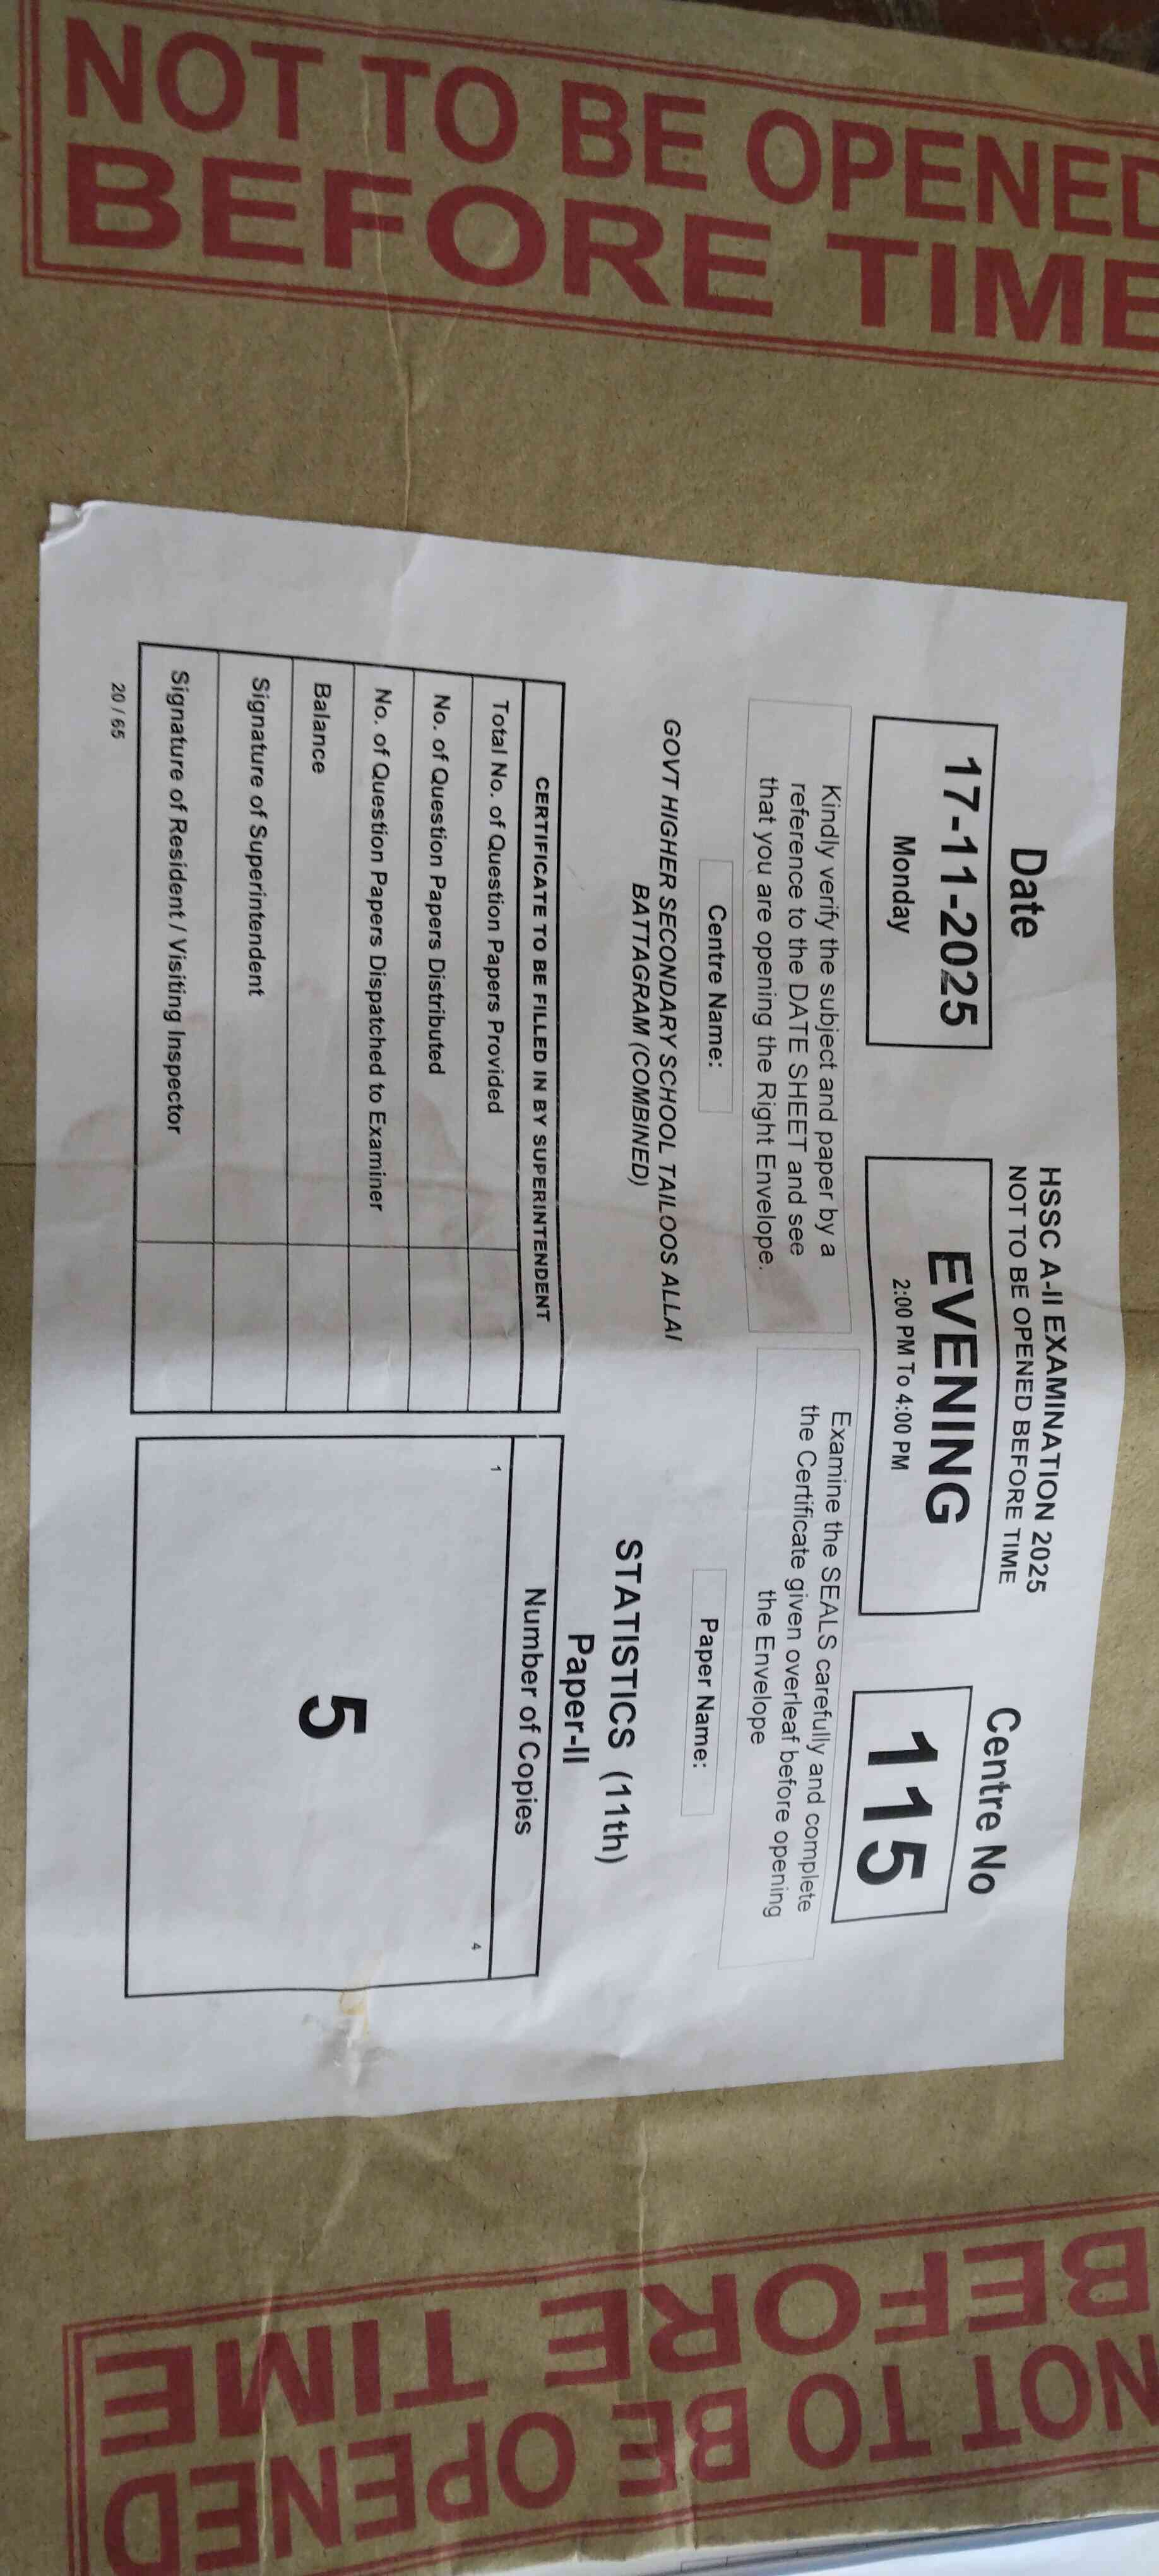 NOT TO BE OPENED
BEFORE TIME
HSSC A-II EXAMINATION 2025
NOT TO BE OPENED BEFORE TIME
Date
17-11-2025
Monday
EVENING
2:00 PM To 4:00 PM
Centre No
115
Kindly verify the subject and paper by a
reference to the DATE SHEET and see
that you are opening the Right Envelope.
Examine the SEALS carefully and complete
the Certificate given overleaf before opening
the Envelope
Centre Name:
GOVT HIGHER SECONDARY SCHOOL TAILOOS ALLAI
BATTAGRAM (COMBINED)
Paper Name:
STATISTICS (11th)
Paper-II
CERTIFICATE TO BE FILLED IN BY SUPERINTENDENT
Total No. of Question Papers Provided
No. of Question Papers Distributed
No. of Question Papers Dispatched to Examiner
Balance
Signature of Superintendent
Signature of Resident / Visiting Inspector
Number of Copies
1
4
5
20 / 65
NOT TO BE OPENED
BEFORE TIME